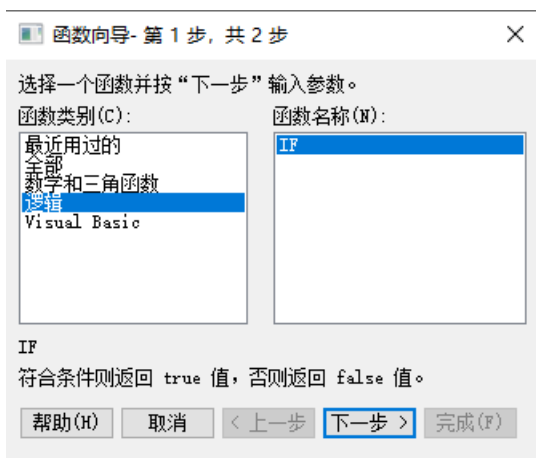 函数向导- 第 1 步, 共 2 步
选择一个函数并按“下一步”输入参数。
函数类别(C):
函数名称(N):
最近用过的
全部
数学和三角函数
逻辑
Visual Basic
IF
IF
符合条件则返回 true 值，否则返回 false 值。
帮助(H)
取消
< 上一步
下一步 >
完成(F)